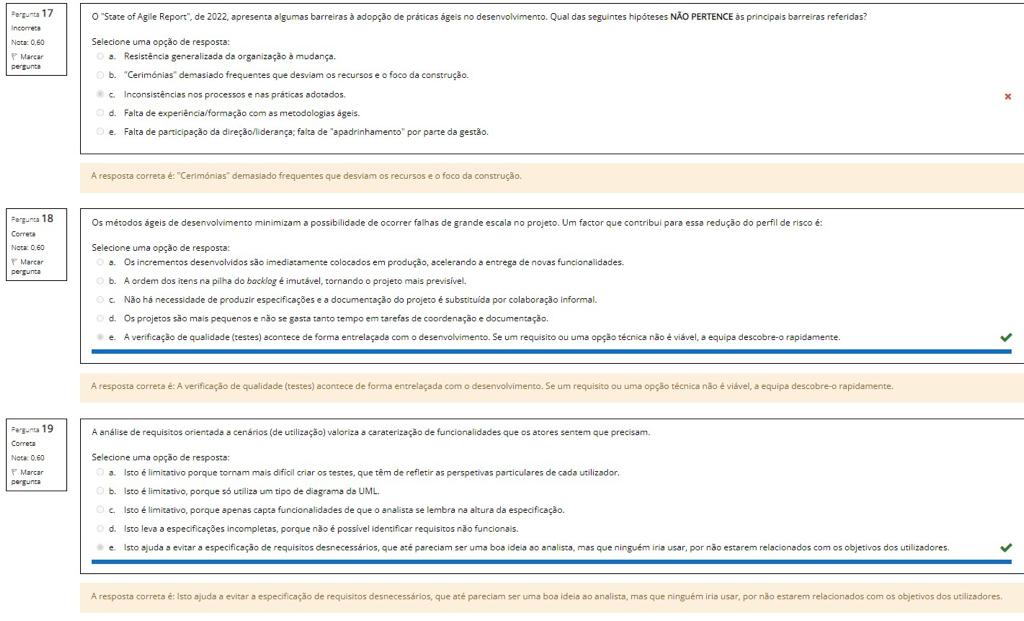 Pergunta 17
Incorreta
Nota: 0,60
Marcar
pergunta
O "State of Agile Report", de 2022, apresenta algumas barreiras à adopção de práticas ágeis no desenvolvimento. Qual das seguintes hipóteses NÃO PERTENCE às principais barreiras referidas?
Selecione uma opção de resposta:
a. Resistência generalizada da organização à mudança.
b. "Cerimónias" demasiado frequentes que desviam os recursos e o foco da construção.
c. Inconsistências nos processos e nas práticas adotados.
d. Falta de experiência/formação com as metodologias ágeis.
e. Falta de participação da direção/liderança; falta de "apadrinhamento" por parte da gestão.
A resposta correta é: "Cerimónias" demasiado frequentes que desviam os recursos e o foco da construção.
Pergunta 18
Correta
Nota: 0,60
Marcar
pergunta
Os métodos ágeis de desenvolvimento minimizam a possibilidade de ocorrer falhas de grande escala no projeto. Um factor que contribui para essa redução do perfil de risco é:
Selecione uma opção de resposta:
a. Os incrementos desenvolvidos são imediatamente colocados em produção, acelerando a entrega de novas funcionalidades.
b. A ordem dos itens na pilha do backlog é imutável, tornando o projeto mais previsível.
c. Não há necessidade de produzir especificações e a documentação do projeto é substituída por colaboração informal.
d. Os projetos são mais pequenos e não se gasta tanto tempo em tarefas de coordenação e documentação.
e. A verificação de qualidade (testes) acontece de forma entrelaçada com o desenvolvimento. Se um requisito ou uma opção técnica não é viável, a equipa descobre-o rapidamente.
A resposta correta é: A verificação de qualidade (testes) acontece de forma entrelaçada com o desenvolvimento. Se um requisito ou uma opção técnica não é viável, a equipa descobre-o rapidamente.
Pergunta 19
Correta
Nota: 0,60
Marcar
pergunta
A análise de requisitos orientada a cenários (de utilização) valoriza a caraterização de funcionalidades que os atores sentem que precisam.
Selecione uma opção de resposta:
a. Isto é limitativo porque tornam mais difícil criar os testes, que têm de refletir as perspetivas particulares de cada utilizador.
b. Isto é limitativo, porque só utiliza um tipo de diagrama da UML.
c. Isto é limitativo, porque apenas capta funcionalidades de que o analista se lembra na altura da especificação.
d. Isto leva a especificações incompletas, porque não é possível identificar requisitos não funcionais.
e. Isto ajuda a evitar a especificação de requisitos desnecessários, que até pareciam ser uma boa ideia ao analista, mas que ninguém iria usar, por não estarem relacionados com os objetivos dos utilizadores.
A resposta correta é: Isto ajuda a evitar a especificação de requisitos desnecessários, que até pareciam ser uma boa ideia ao analista, mas que ninguém iria usar, por não estarem relacionados com os objetivos dos utilizadores.